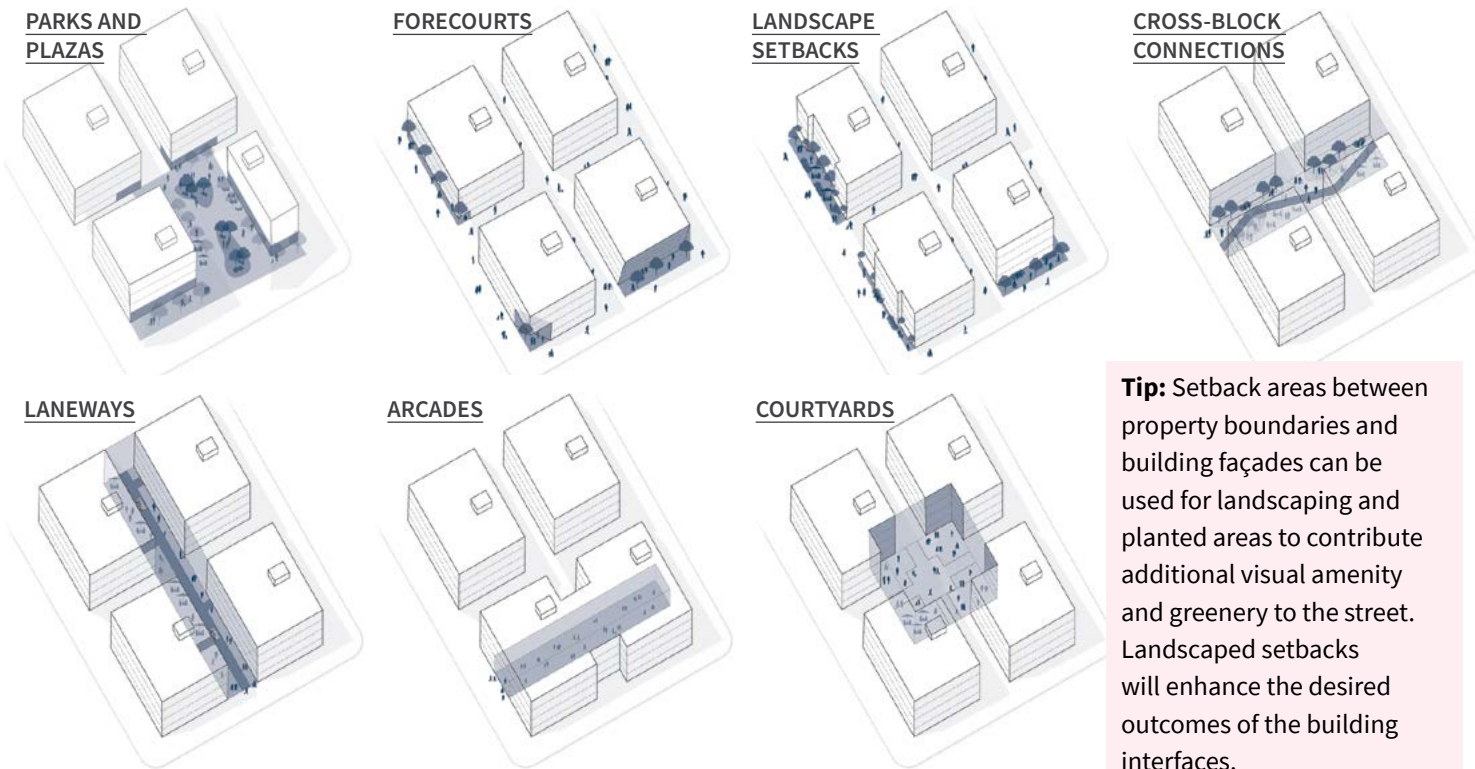 PARKS AND
PLAZAS
FORECOURTS
LANDSCAPE
SETBACKS
CROSS-BLOCK
CONNECTIONS
LANEWAYS
ARCADES
COURTYARDS
Tip: Setback areas between
property boundaries and
building façades can be
used for landscaping and
planted areas to contribute
additional visual amenity
and greenery to the street.
Landscaped setbacks
will enhance the desired
outcomes of the building
interfaces.